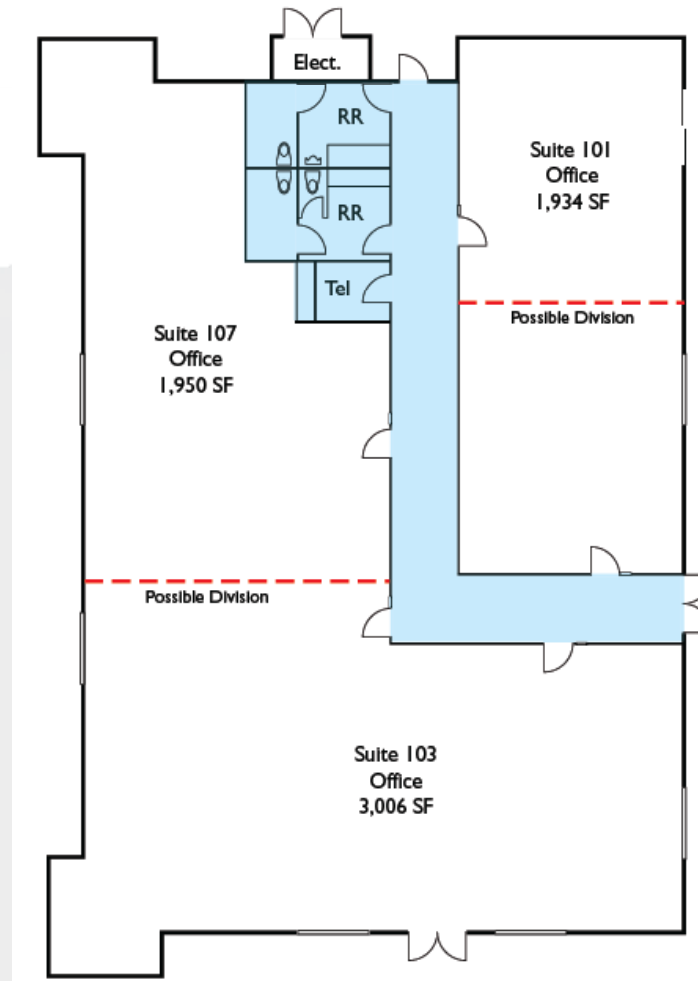 Elect.
RR
Suite 101
Office
1,934 SF
RR
Tel
Possible Division
Suite 107
Office
1,950 SF
Possible Division
Suite 103
Office
3,006 SF